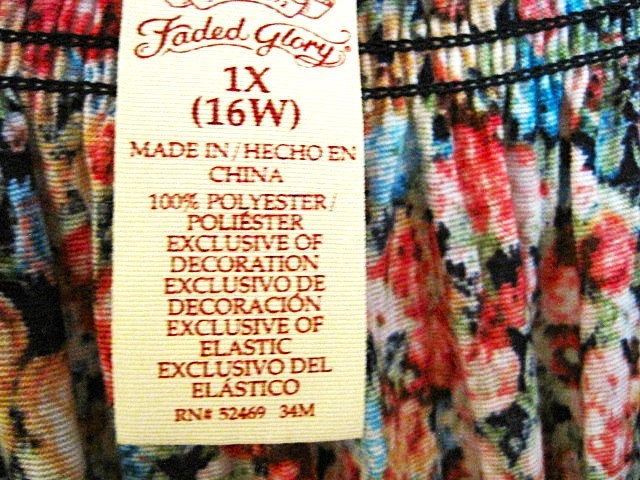 Faded Glory®
1X
(16W)
MADE IN/HECHO EN
CHINA
100% POLYESTER/
POLIÉSTER
EXCLUSIVE OF
DECORATION
EXCLUSIVO DE
DECORACIÓN
EXCLUSIVE OF
ELASTIC
EXCLUSIVO DEL
ELÁSTICO
RN# 52469 34M